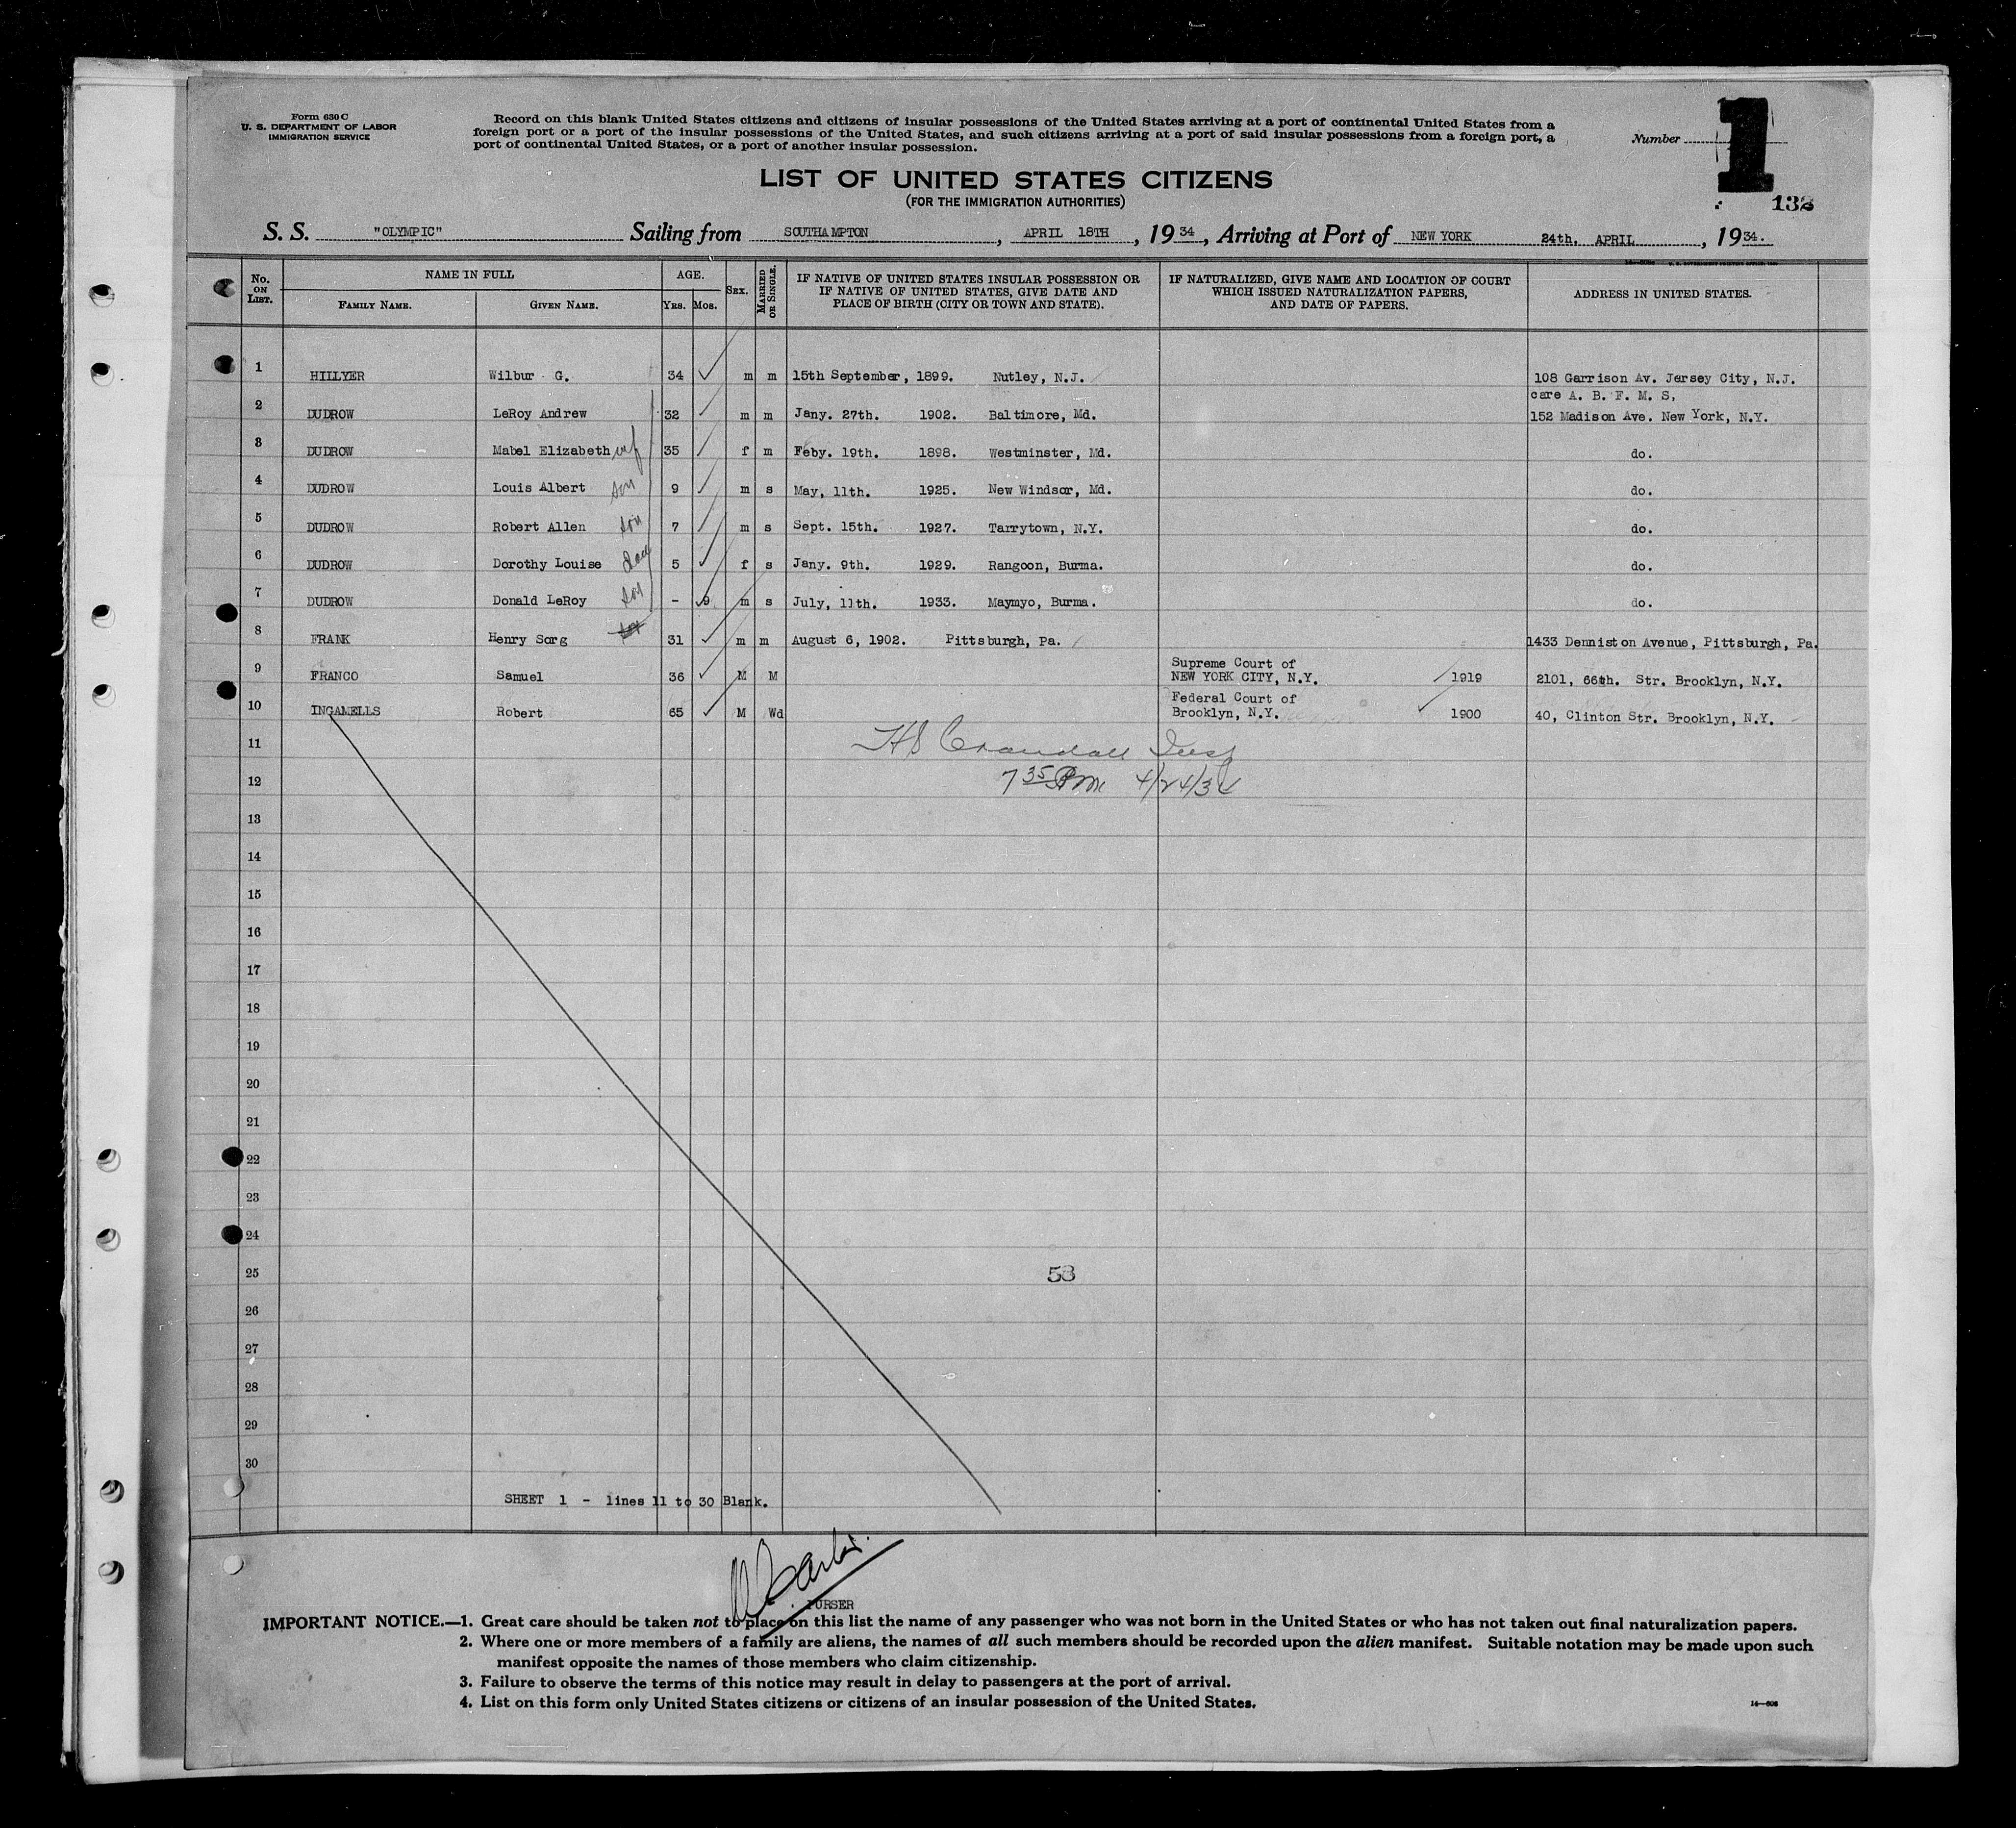 Form 630 C
U. S. DEPARTMENT OF LABOR
IMMIGRATION SERVICE
Record on this blank United States citizens and citizens of insular possessions of the United States arriving at a port of continental United States from a
foreign port or a port of the insular possessions of the United States, and such citizens arriving at a port of said insular possessions from a foreign port, a
port of continental United States, or a port of another insular possession.
Number 1
132
LIST OF UNITED STATES CITIZENS
(FOR THE IMMIGRATION AUTHORITIES)
S. S. "OLYMPIC" Sailing from SOUTHAMPTON, APRIL 18TH, 1934, Arriving at Port of NEW YORK 24th. APRIL, 1934.
No. ON LIST. NAME IN FULL FAMILY NAME. GIVEN NAME. AGE. YRS. MOS. SEX. MARRIED OR SINGLE. IF NATIVE OF UNITED STATES INSULAR POSSESSION OR IF NATIVE OF UNITED STATES, GIVE DATE AND PLACE OF BIRTH (CITY OR TOWN AND STATE). IF NATURALIZED, GIVE NAME AND LOCATION OF COURT WHICH ISSUED NATURALIZATION PAPERS, AND DATE OF PAPERS. ADDRESS IN UNITED STATES.
1 HILLYER Wilbur G. 34 m m 15th September, 1899. Nutley, N.J. 108 Garrison Av. Jersey City, N.J.
care A. B. F. M. S,
2 DUDROW LeRoy Andrew 32 m m Jany. 27th. 1902. Baltimore, Md. 152 Madison Ave. New York, N.Y.
3 DUDROW Mabel Elizabeth wf 35 f m Feby. 19th. 1898. Westminster, Md. do.
4 DUDROW Louis Albert son 9 m s May, 11th. 1925. New Windsor, Md. do.
5 DUDROW Robert Allen son 7 m s Sept. 15th. 1927. Tarrytown, N.Y. do.
6 DUDROW Dorothy Louise dau 5 f s Jany. 9th. 1929. Rangoon, Burma. do.
7 DUDROW Donald LeRoy son - 9 m s July, 11th. 1933. Maymyo, Burma. do.
8 FRANK Henry Sorg 31 m m August 6, 1902. Pittsburgh, Pa. 1433 Denniston Avenue, Pittsburgh, Pa.
9 FRANCO Samuel 36 M M Supreme Court of NEW YORK CITY, N.Y. 1919 2101, 66th. Str. Brooklyn, N.Y.
10 INGAMELLS Robert 65 M Wd Federal Court of Brooklyn, N.Y. 1900 40, Clinton Str. Brooklyn, N.Y.
11 HS Crandall Insp
12 7 35 PM 4/24/34
13
14
15
16
17
18
19
20
21
22
23
24
25 53
26
27
28
29
30
SHEET 1 - lines 11 to 30 Blank.
PURSER
IMPORTANT NOTICE.—1. Great care should be taken not to place on this list the name of any passenger who was not born in the United States or who has not taken out final naturalization papers.
2. Where one or more members of a family are aliens, the names of all such members should be recorded upon the alien manifest. Suitable notation may be made upon such
manifest opposite the names of those members who claim citizenship.
3. Failure to observe the terms of this notice may result in delay to passengers at the port of arrival.
4. List on this form only United States citizens or citizens of an insular possession of the United States.
14—606